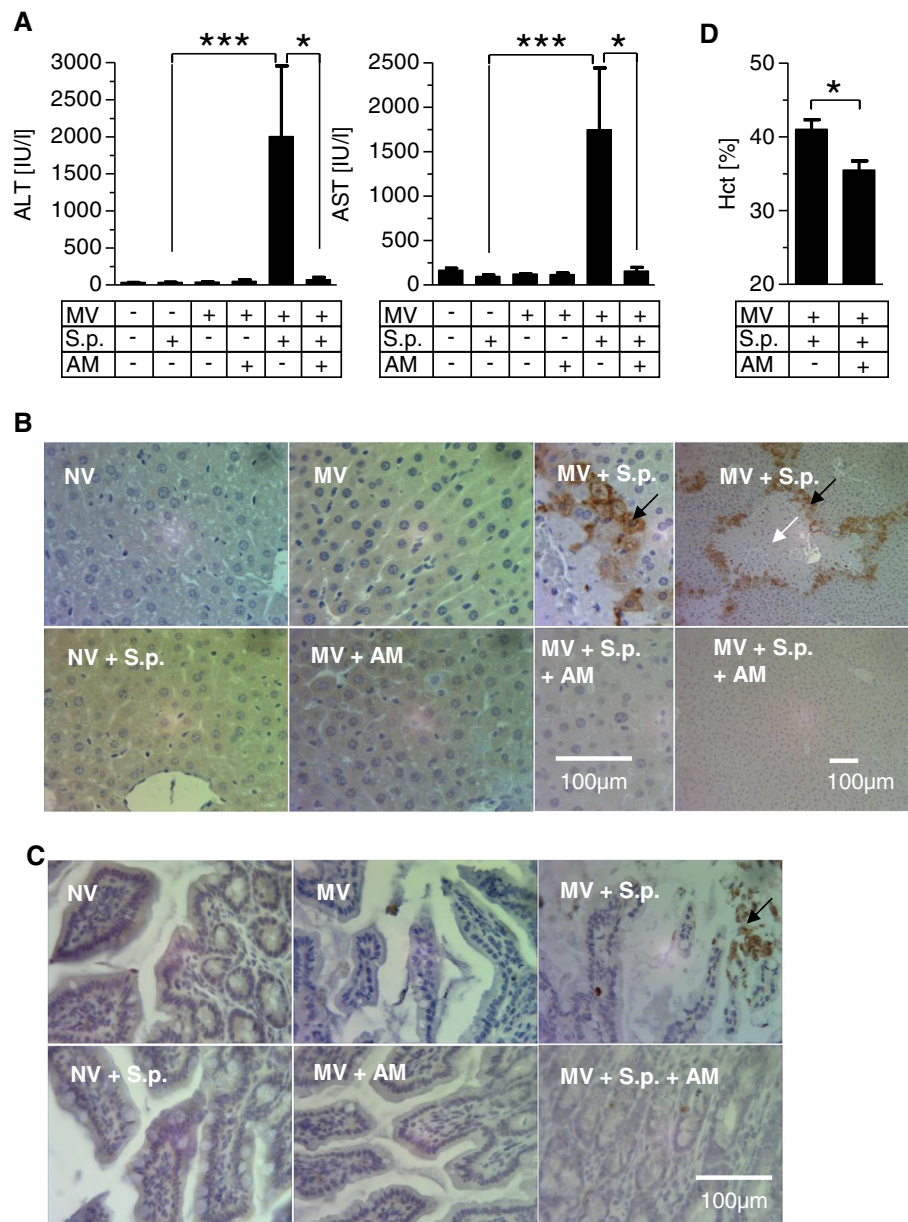 A
*** *
ALT [IU/l]
3000
2500
2000
1500
1000
500
0
MV - - + + + +
S.p. - + - - + +
AM - - - + - +
*** *
AST [IU/l]
2500
2000
1500
1000
500
0
MV - - + + + +
S.p. - + - - + +
AM - - - + - +
D
*
Hct [%]
50
40
30
20
MV + +
S.p. + +
AM - +
B
NV
MV
MV + S.p.
MV + S.p.
NV + S.p.
MV + AM
MV + S.p.
+ AM
100µm
MV + S.p.
+ AM
100µm
C
NV
MV
MV + S.p.
NV + S.p.
MV + AM
MV + S.p. + AM
100µm